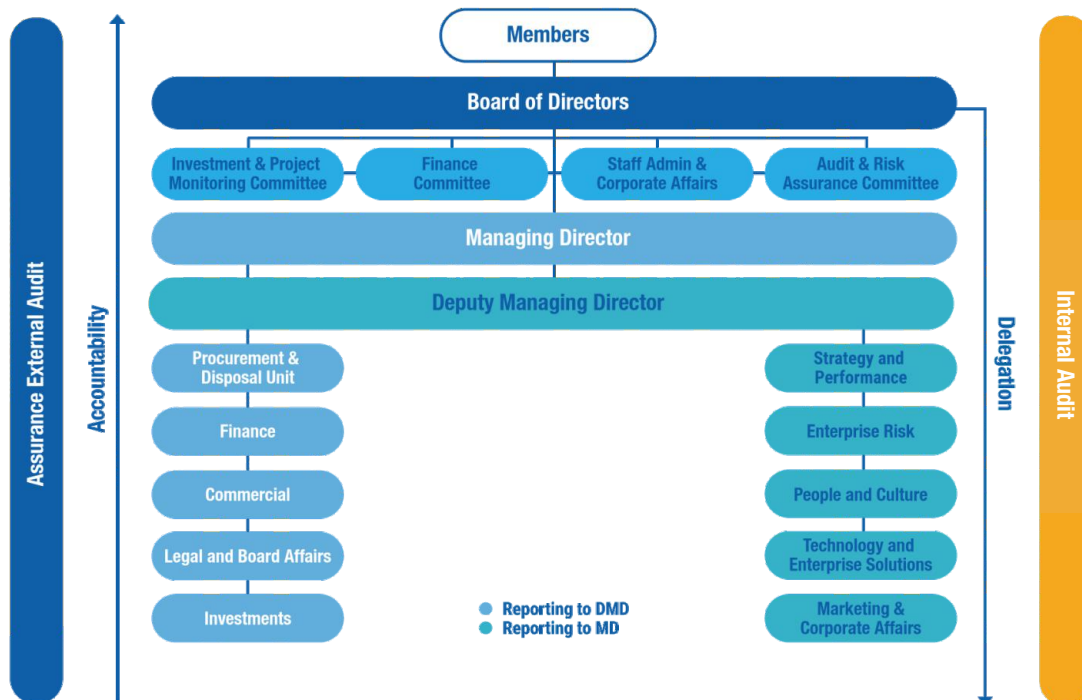 Members
Board of Directors
Investment & Project
Monitoring Committee
Finance
Committee
Staff Admin &
Corporate Affairs
Audit & Risk
Assurance Committee
Managing Director
Deputy Managing Director
Procurement &
Disposal Unit
Finance
Commercial
Legal and Board Affairs
Investments
Strategy and
Performance
Enterprise Risk
People and Culture
Technology and
Enterprise Solutions
Marketing &
Corporate Affairs
Reporting to DMD
Reporting to MD
Assurance External Audit
Accountability
Delegation
Internal Audit